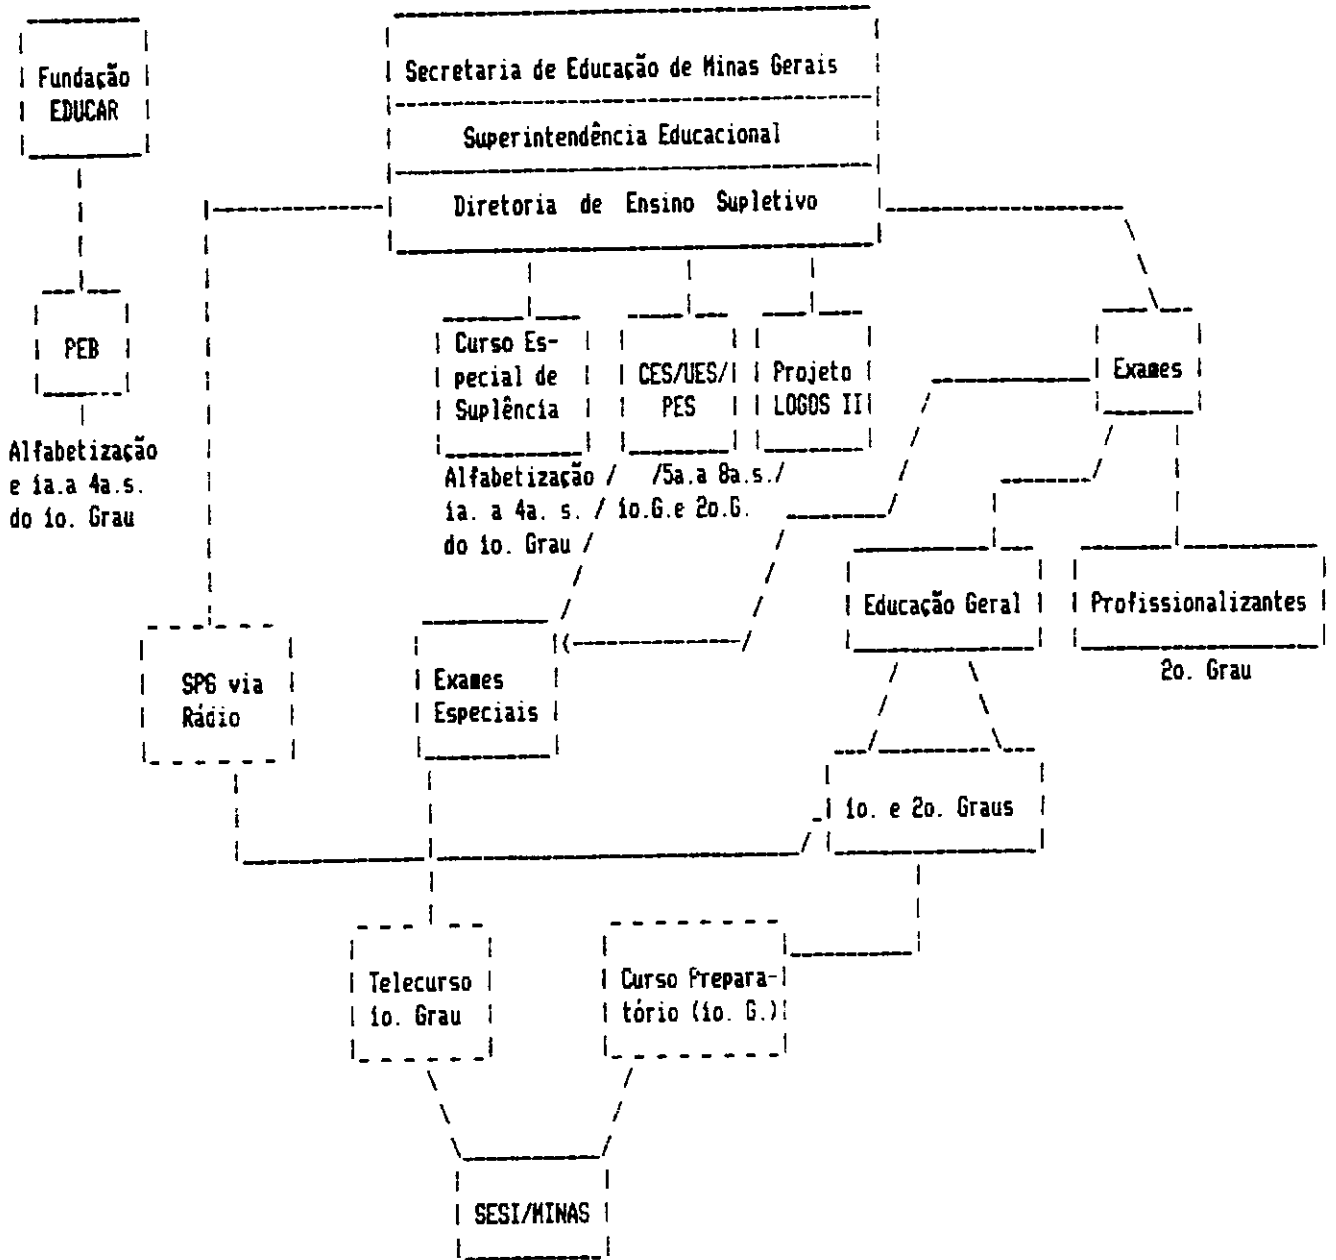 Fundação
EDUCAR
Secretaria de Educação de Minas Gerais
Superintendência Educacional
Diretoria de Ensino Supletivo
PEB
Alfabetização
e 1a.a 4a.s.
do 1o. Grau
Curso Es-
pecial de
Suplência
CES/UES/
PES
Projeto
LOGOS II
Exames
Alfabetização / /5a.a 8a.s./
1a. a 4a. s. / 1o.G.e 2o.G.
do 1o. Grau /
Educação Geral
Profissionalizantes
2o. Grau
SPG via
Rádio
Exames
Especiais
1o. e 2o. Graus
Telecurso
1o. Grau
Curso Prepara-
tório (1o. G.)
SESI/MINAS